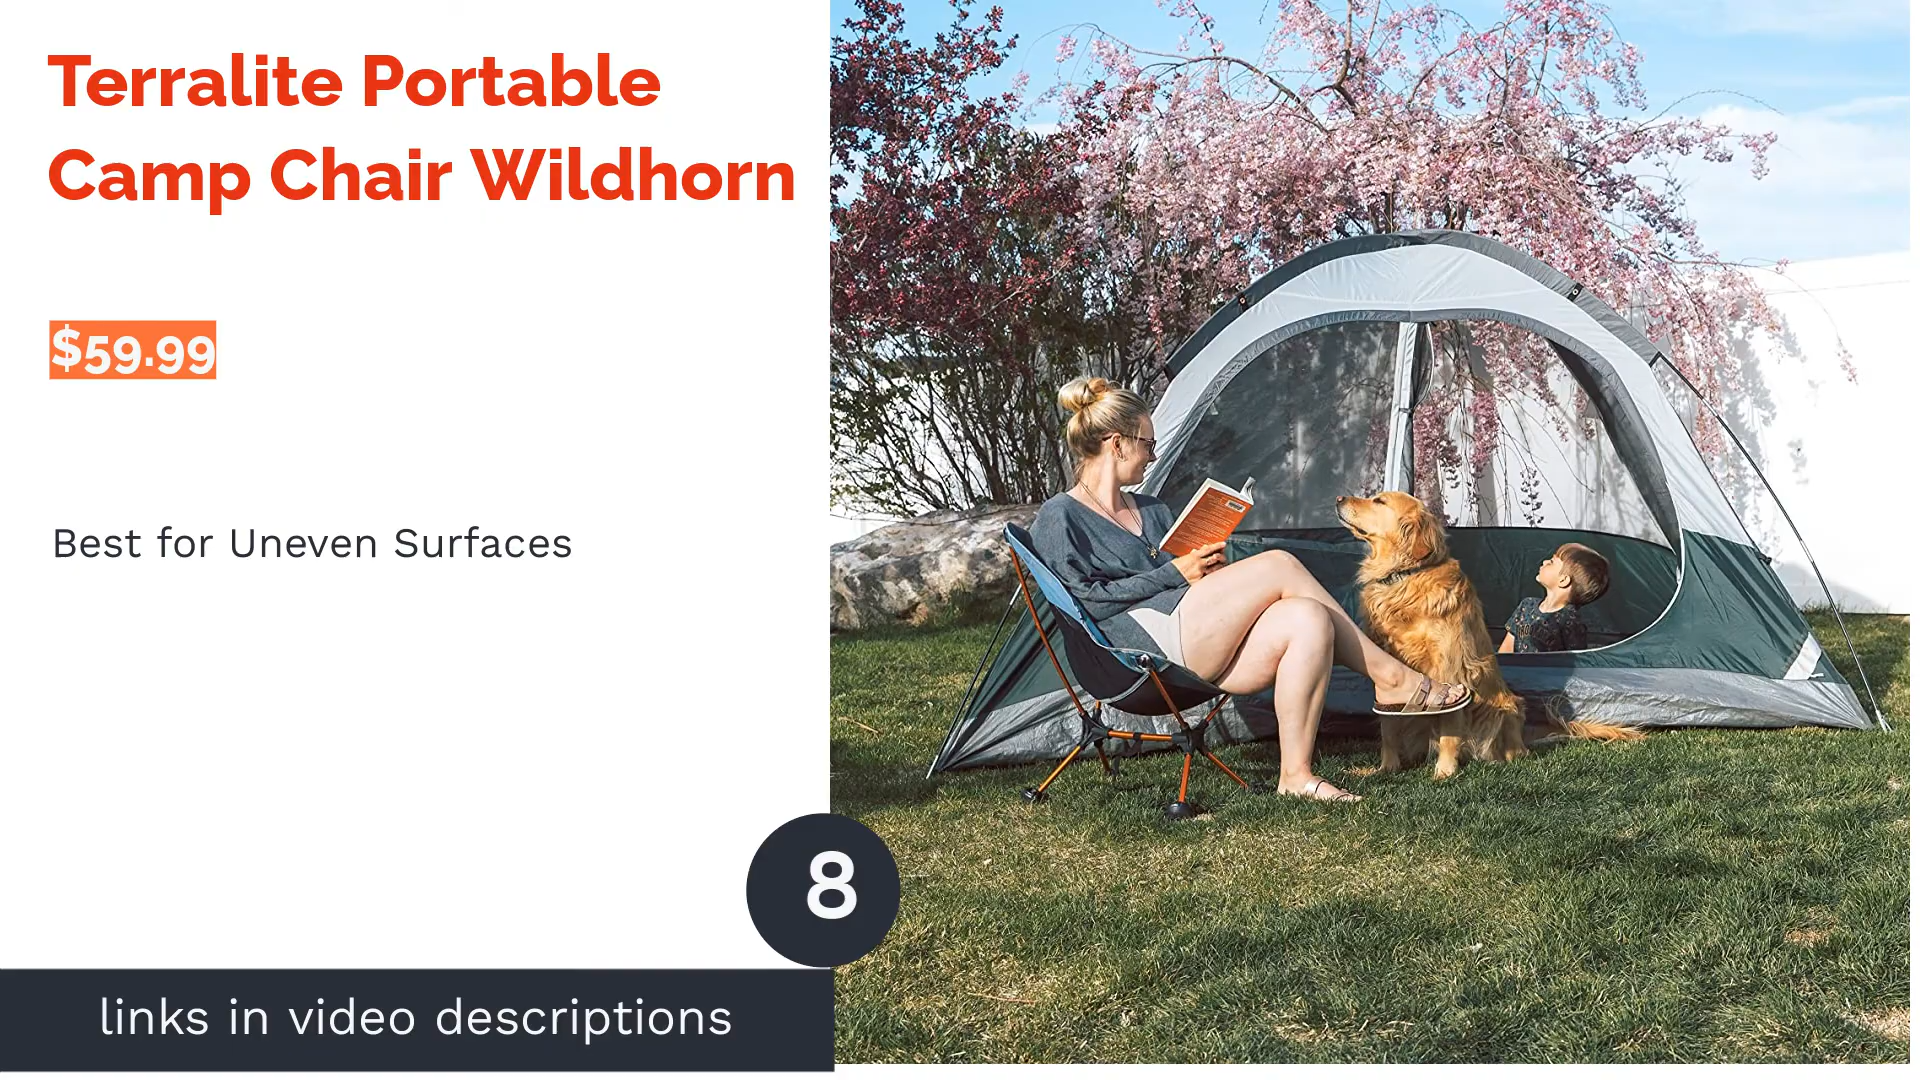 Terralite Portable
Camp Chair Wildhorn
$59.99
Best for Uneven Surfaces
8
links in video descriptions